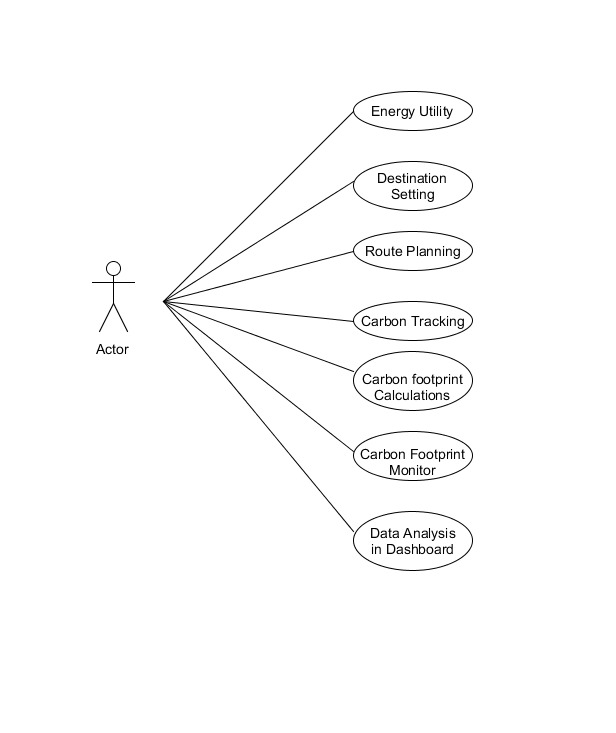 Energy Utility
Destination
Setting
Route Planning
Carbon Tracking
Actor
Carbon footprint
Calculations
Carbon Footprint
Monitor
Data Analysis
in Dashboard